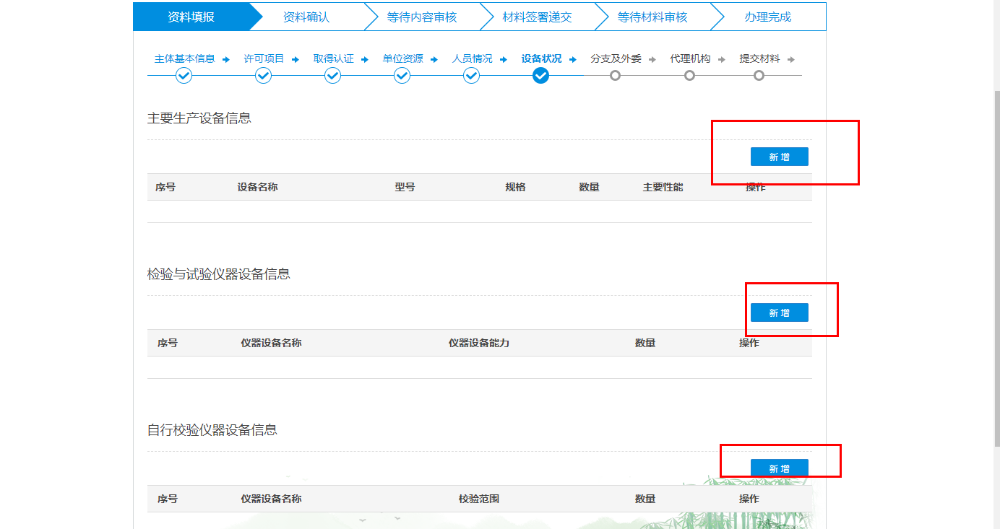 资料填报 资料确认 等待内容审核 材料签署递交 等待材料审核 办理完成
主体基本信息 许可项目 取得认证 单位资源 人员情况 设备状况 分支及外委 代理机构 提交材料
主要生产设备信息
新增
序号 设备名称 型号 规格 数量 主要性能 操作
检验与试验仪器设备信息
新增
序号 仪器设备名称 仪器设备能力 数量 操作
自行校验仪器设备信息
新增
序号 仪器设备名称 校验范围 数量 操作